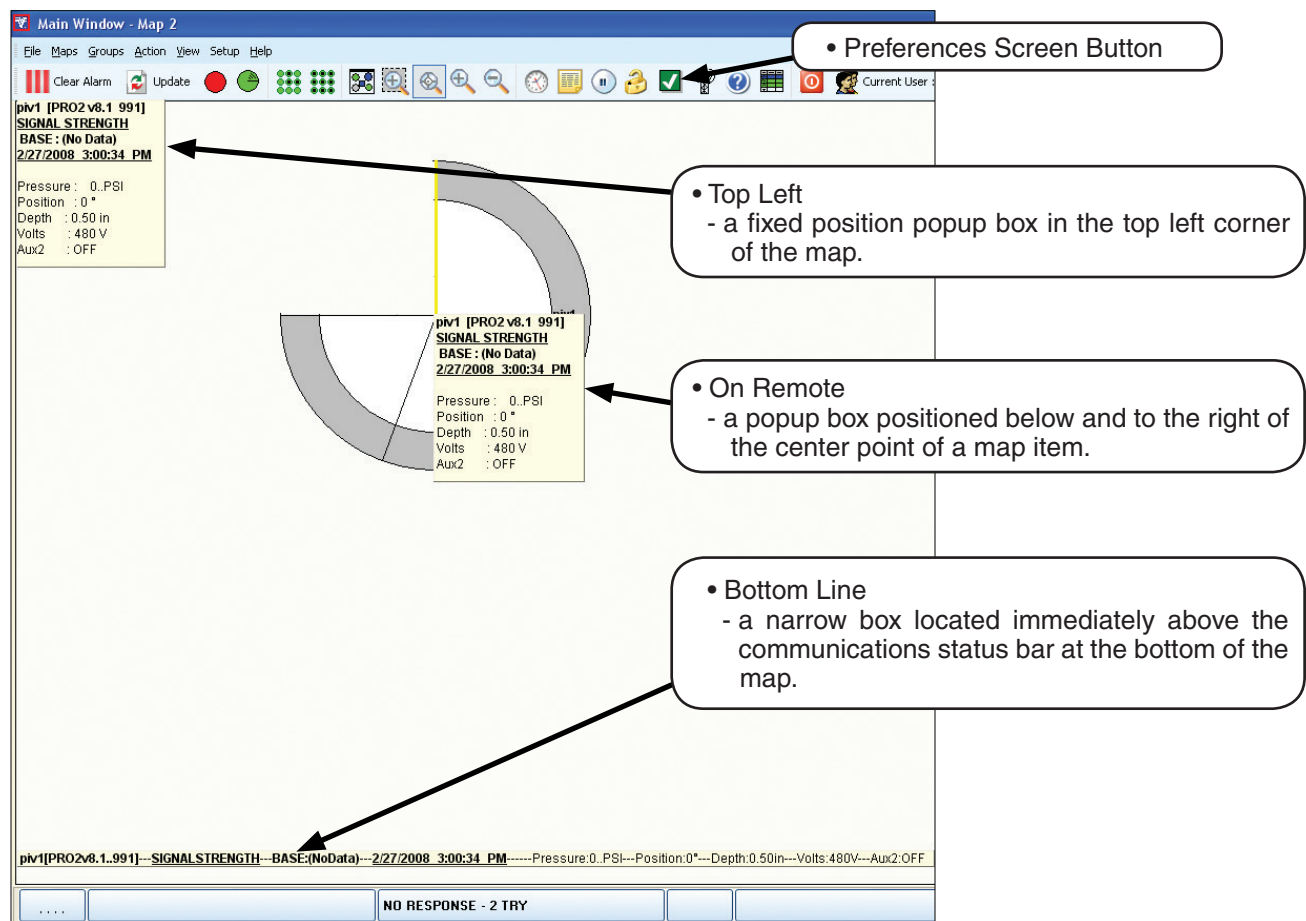 Main Window - Map 2
File Maps Groups Action View Setup Help
Clear Alarm Update Current User :
• Preferences Screen Button
piv1 [PRO2 v8.1 991]
SIGNAL STRENGTH
BASE : (No Data)
2/27/2008 3:00:34 PM
Pressure : 0..PSI
Position : 0 °
Depth : 0.50 in
Volts : 480 V
Aux2 : OFF
• Top Left
- a fixed position popup box in the top left corner
of the map.
piv1 [PRO2 v8.1 991]
SIGNAL STRENGTH
BASE : (No Data)
2/27/2008 3:00:34 PM
Pressure : 0..PSI
Position : 0 °
Depth : 0.50 in
Volts : 480 V
Aux2 : OFF
• On Remote
- a popup box positioned below and to the right of
the center point of a map item.
• Bottom Line
- a narrow box located immediately above the
communications status bar at the bottom of the
map.
piv1[PRO2v8.1..991]---SIGNALSTRENGTH---BASE:(NoData)---2/27/2008 3:00:34 PM------Pressure:0..PSI---Position:0°---Depth:0.50in---Volts:480V---Aux2:OFF
.... NO RESPONSE - 2 TRY